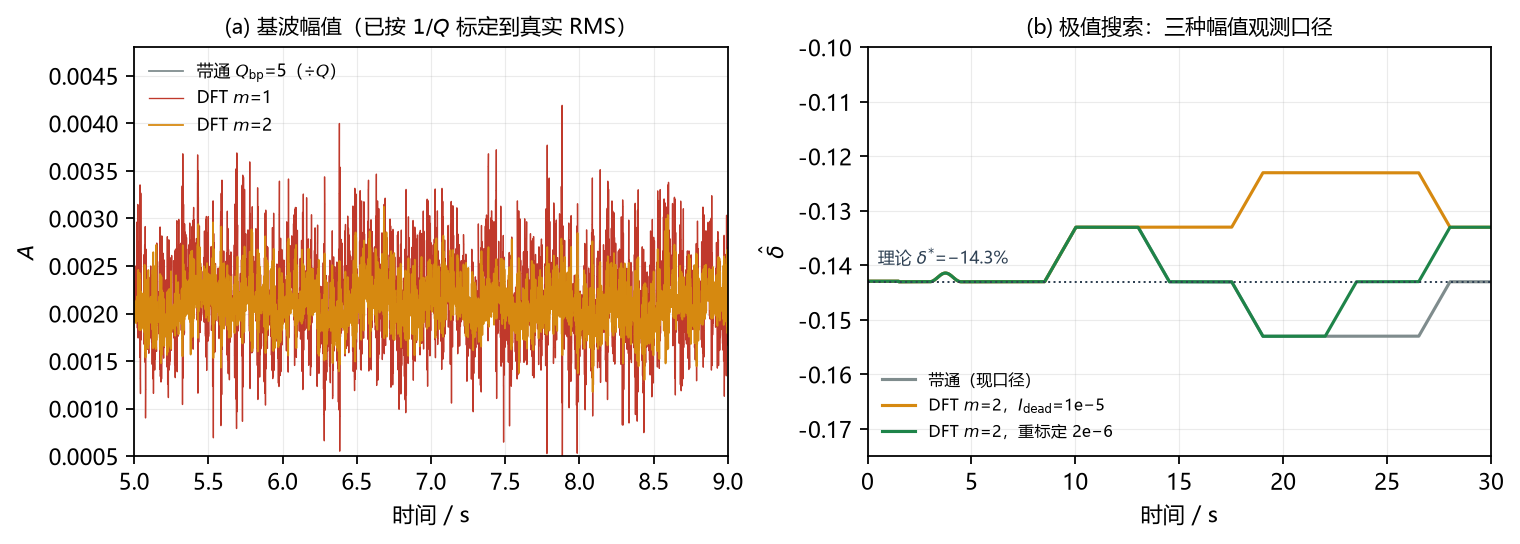 (a) 基波幅值（已按 1/Q 标定到真实 RMS）
带通 Q_bp=5（÷Q）
DFT m=1
DFT m=2
0.0045
0.0040
0.0035
0.0030
0.0025
0.0020
0.0015
0.0010
0.0005
A
5.0 5.5 6.0 6.5 7.0 7.5 8.0 8.5 9.0
时间 / s
(b) 极值搜索：三种幅值观测口径
-0.10
-0.11
-0.12
-0.13
-0.14
-0.15
-0.16
-0.17
δ̂
理论 δ*=−14.3%
带通（现口径）
DFT m=2，I_dead=1e−5
DFT m=2，重标定 2e−6
0 5 10 15 20 25 30
时间 / s